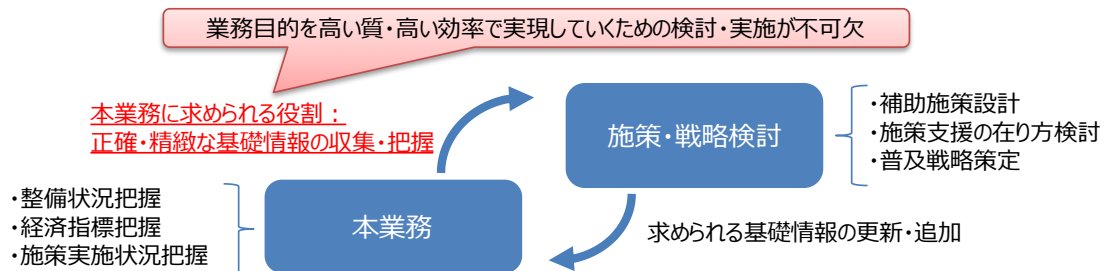 業務目的を高い質・高い効率で実現していくための検討・実施が不可欠
本業務に求められる役割：
正確・精緻な基礎情報の収集・把握
施策・戦略検討
・補助施策設計
・施策支援の在り方検討
・普及戦略策定
・整備状況把握
・経済指標把握
・施策実施状況把握
本業務
求められる基礎情報の更新・追加